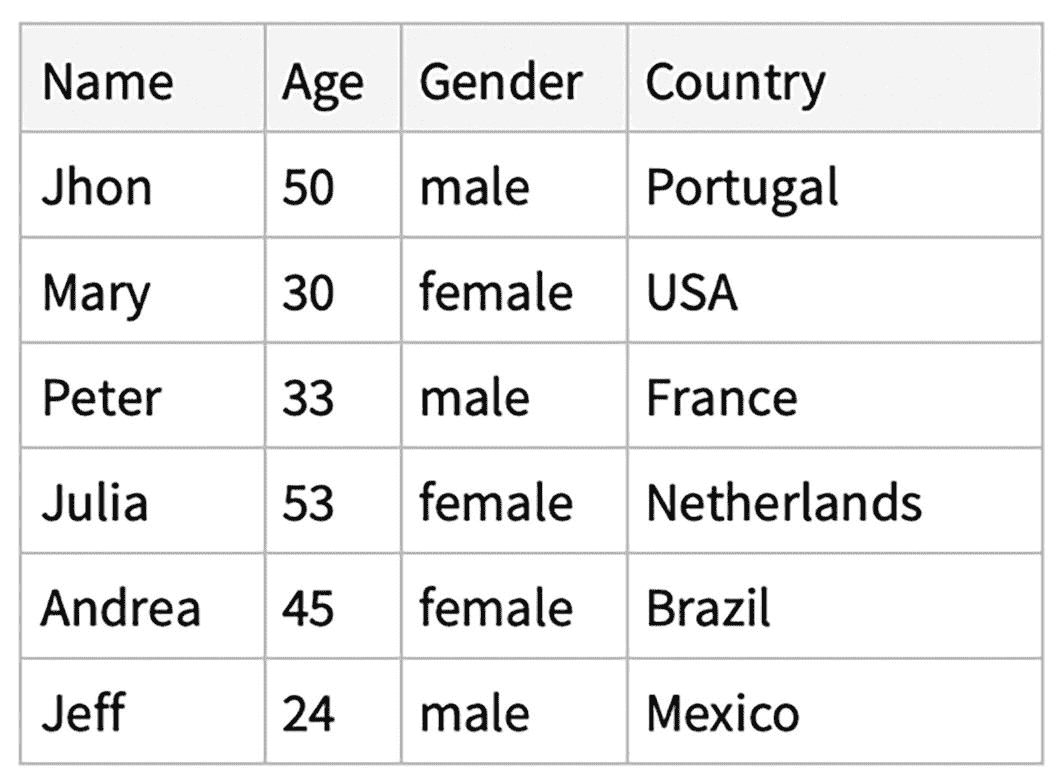 Name Age Gender Country
Jhon 50 male Portugal
Mary 30 female USA
Peter 33 male France
Julia 53 female Netherlands
Andrea 45 female Brazil
Jeff 24 male Mexico